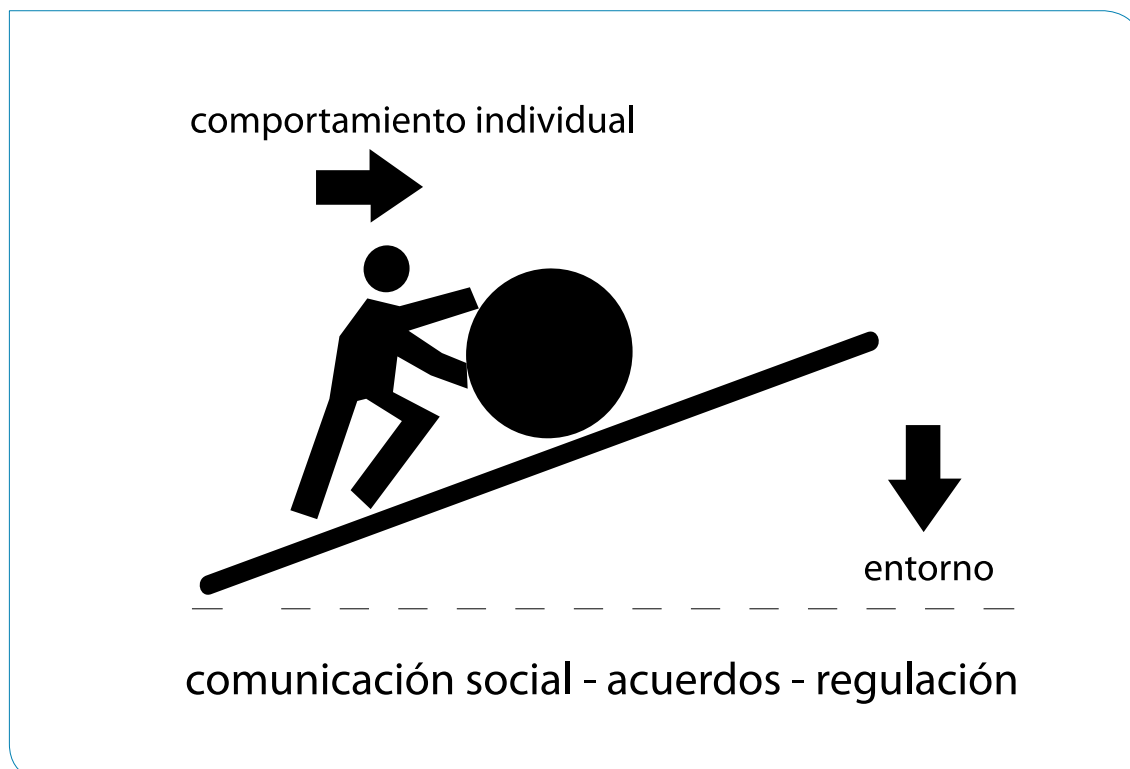 comportamiento individual
entorno
comunicación social - acuerdos - regulación